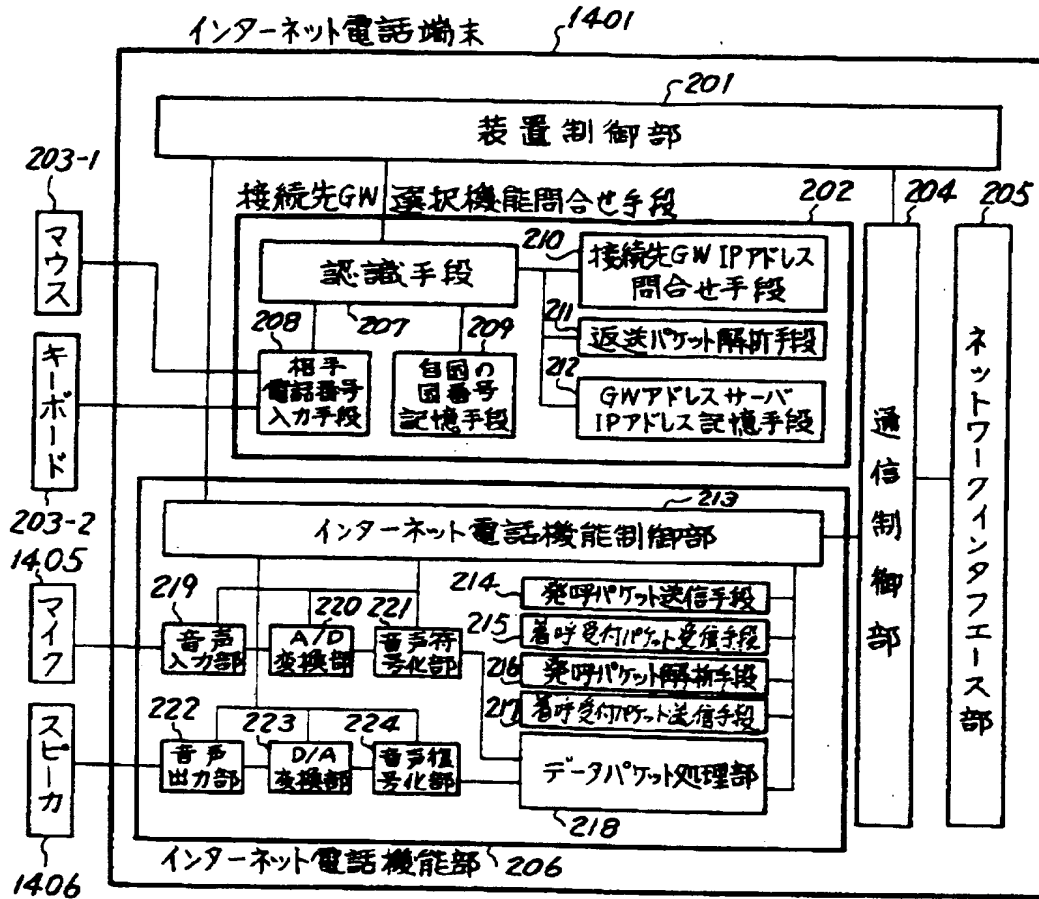 インターネット電話端末
1401
201
装置制御部
203-1
マウス
キーボード
203-2
接続先GW選択機能問合せ手段
202
204
205
認識手段
207
210
接続先GW IPアドレス
問合せ手段
208
相手
電話番号
入力手段
209
自国の
国番号
記憶手段
211
返送パケット解析手段
212
GWアドレスサーバ
IPアドレス記憶手段
通信制御部
ネットワークインタフェース部
213
インターネット電話機能制御部
1405
マイク
219
音声
入力部
220
A/D
変換部
221
音声符
号化部
214
発呼パケット送信手段
215
着呼受付パケット受信手段
216
発呼パケット解析手段
217
着呼受付パケット送信手段
スピーカ
1406
222
音声
出力部
223
D/A
変換部
224
音声復
号化部
データパケット処理部
218
インターネット電話機能部
206